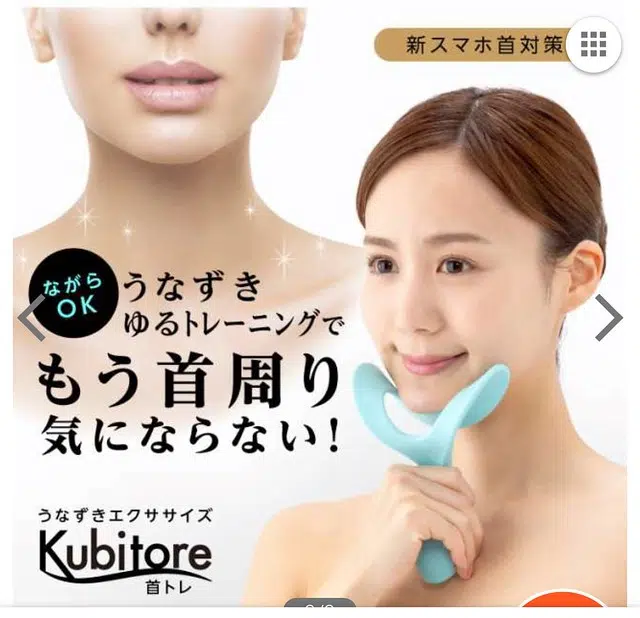 新スマホ首対策
ながら
OK
うなずき
ゆるトレーニングで
もう首周り
気にならない!
うなずきエクササイズ
Kubitore
首トレ